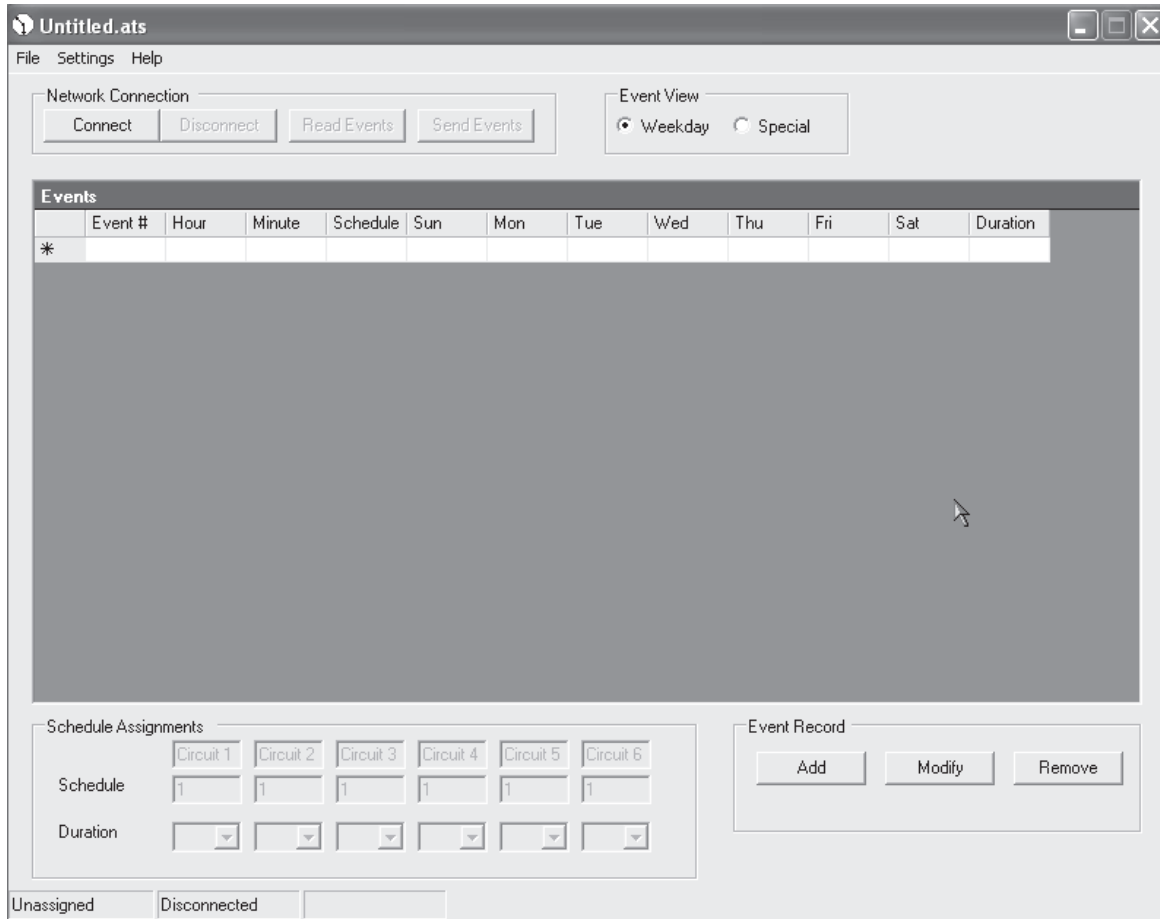 Untitled.ats
File Settings Help
Network Connection
Connect Disconnect Read Events Send Events
Event View
Weekday Special
Events
Event # Hour Minute Schedule Sun Mon Tue Wed Thu Fri Sat Duration
*
Schedule Assignments
Circuit 1 Circuit 2 Circuit 3 Circuit 4 Circuit 5 Circuit 6
Schedule 1 1 1 1 1 1
Duration
Event Record
Add Modify Remove
Unassigned Disconnected